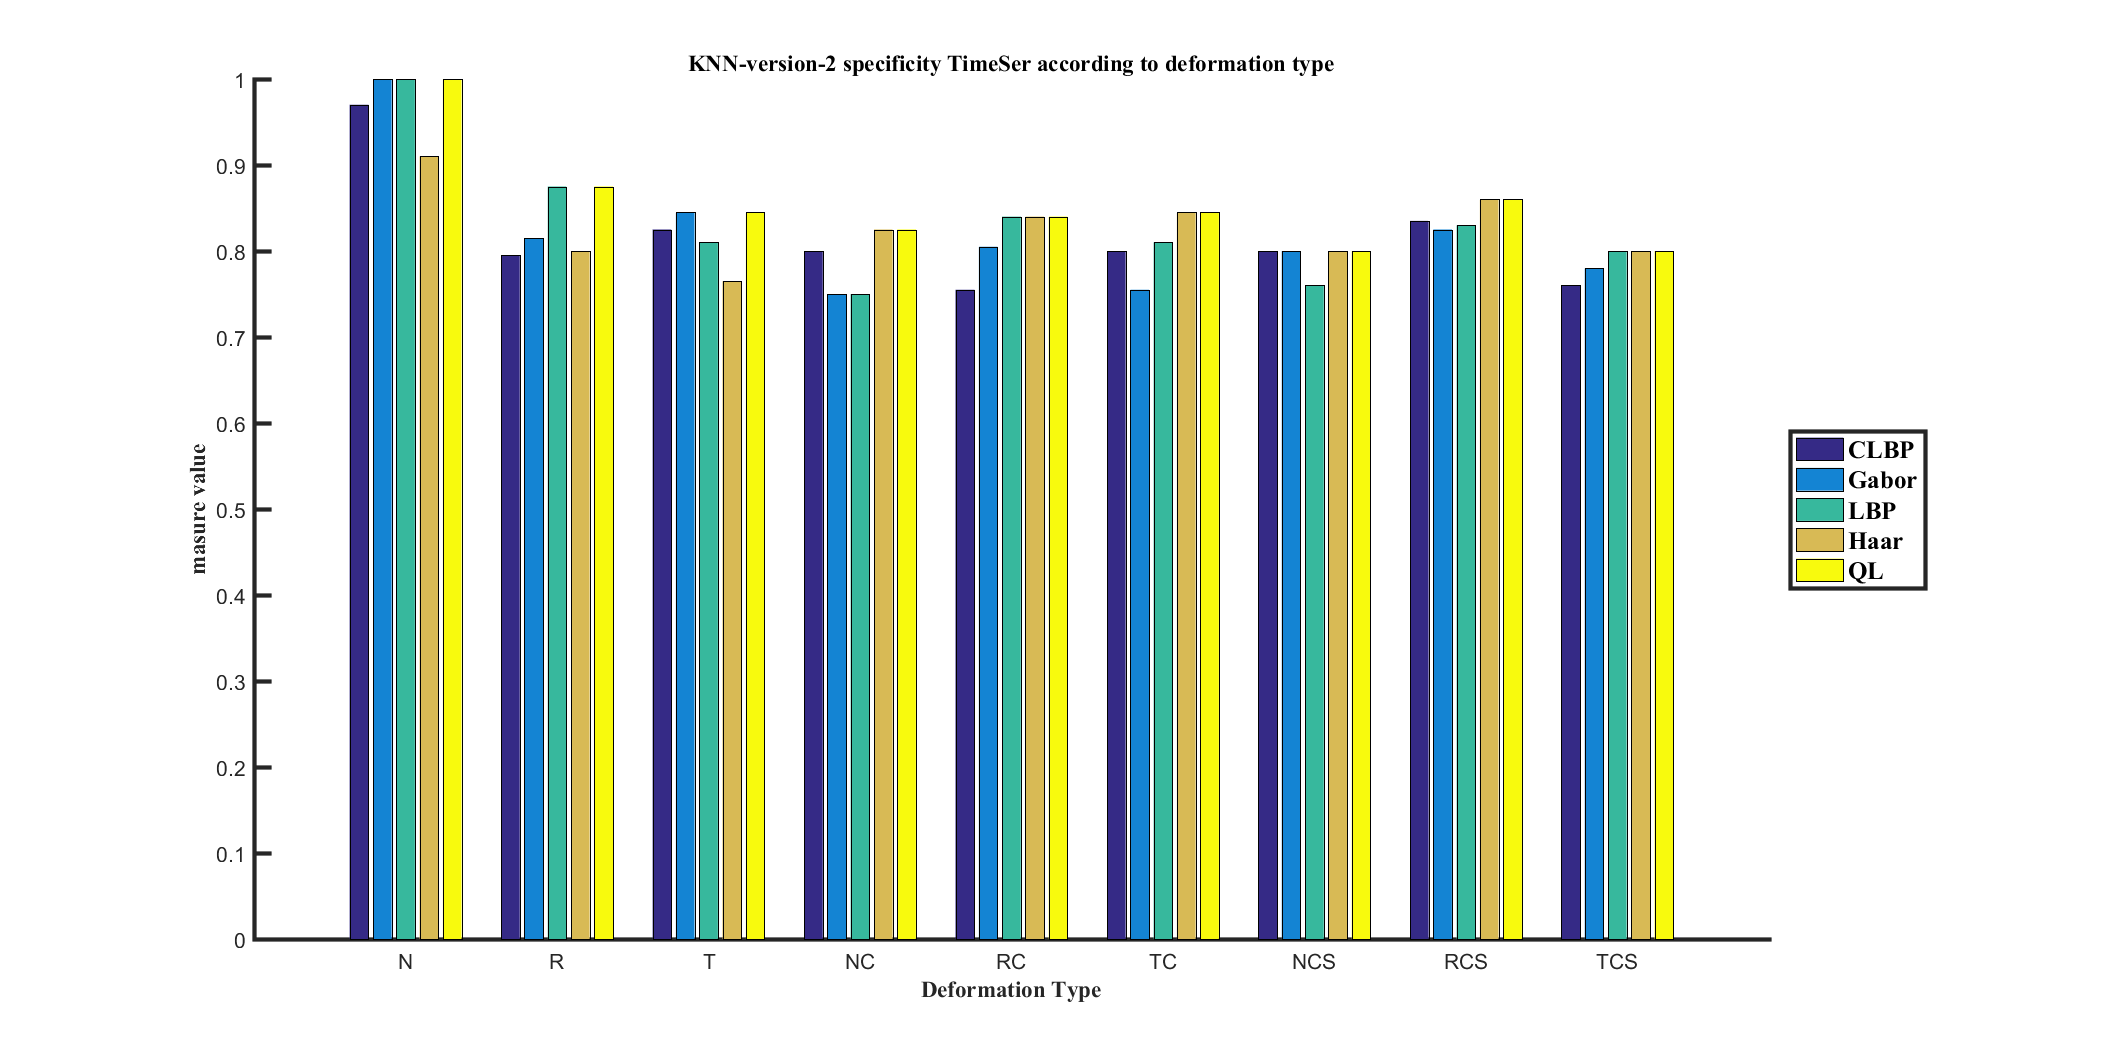 KNN-version-2 specificity TimeSer according to deformation type
1
0.9
0.8
0.7
0.6
0.5
0.4
0.3
0.2
0.1
0
masure value
N R T NC RC TC NCS RCS TCS
Deformation Type
CLBP
Gabor
LBP
Haar
QL